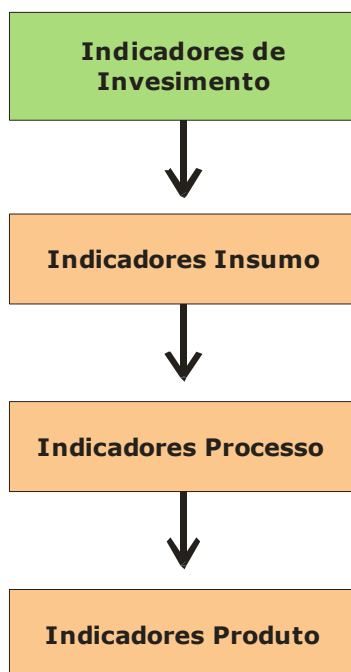 Indicadores de
Invesimento
Indicadores Insumo
Indicadores Processo
Indicadores Produto